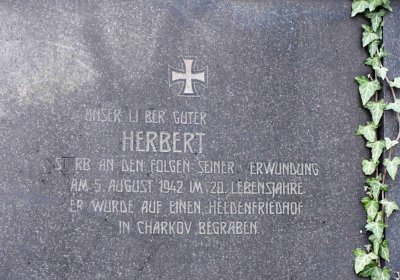 UNSER LI BER GUTER
HERBERT
ST RB AN DEN FOLGEN SEINER ERWUNDUNG
AM 5. AUGUST 1942 IM 20. LEBENSJAHRE.
ER WURDE AUF EINEN HELDENFRIEDHOF
IN CHARKOV BEGRABEN.